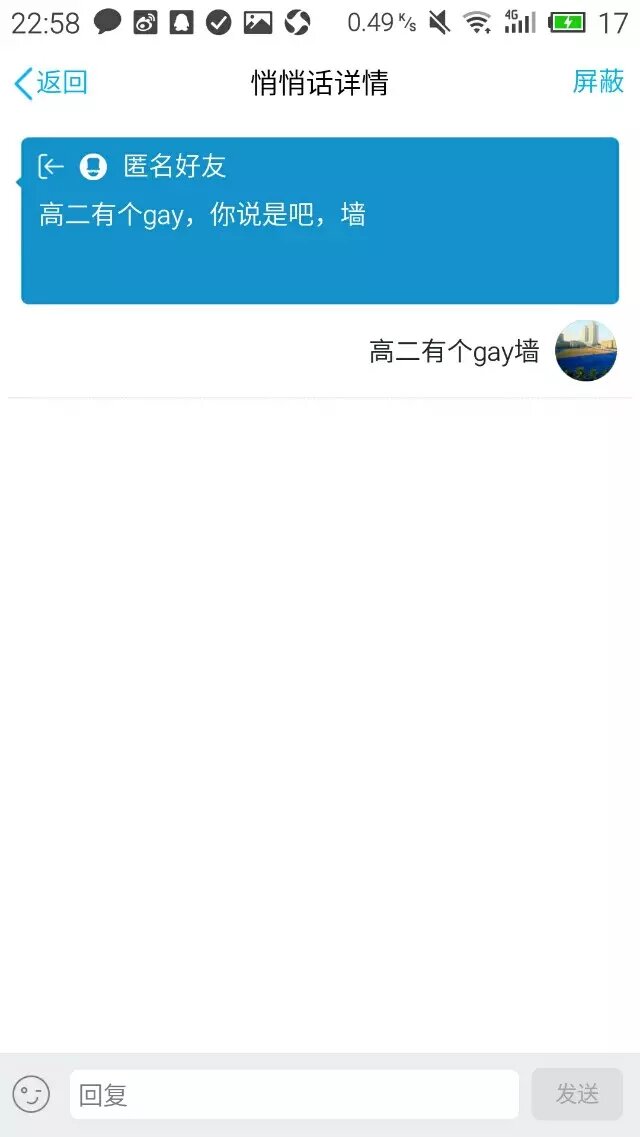 22:58 0.49 K/s 4G 17
返回 悄悄话详情 屏蔽
匿名好友
高二有个gay，你说是吧，墙
高二有个gay墙
回复 发送